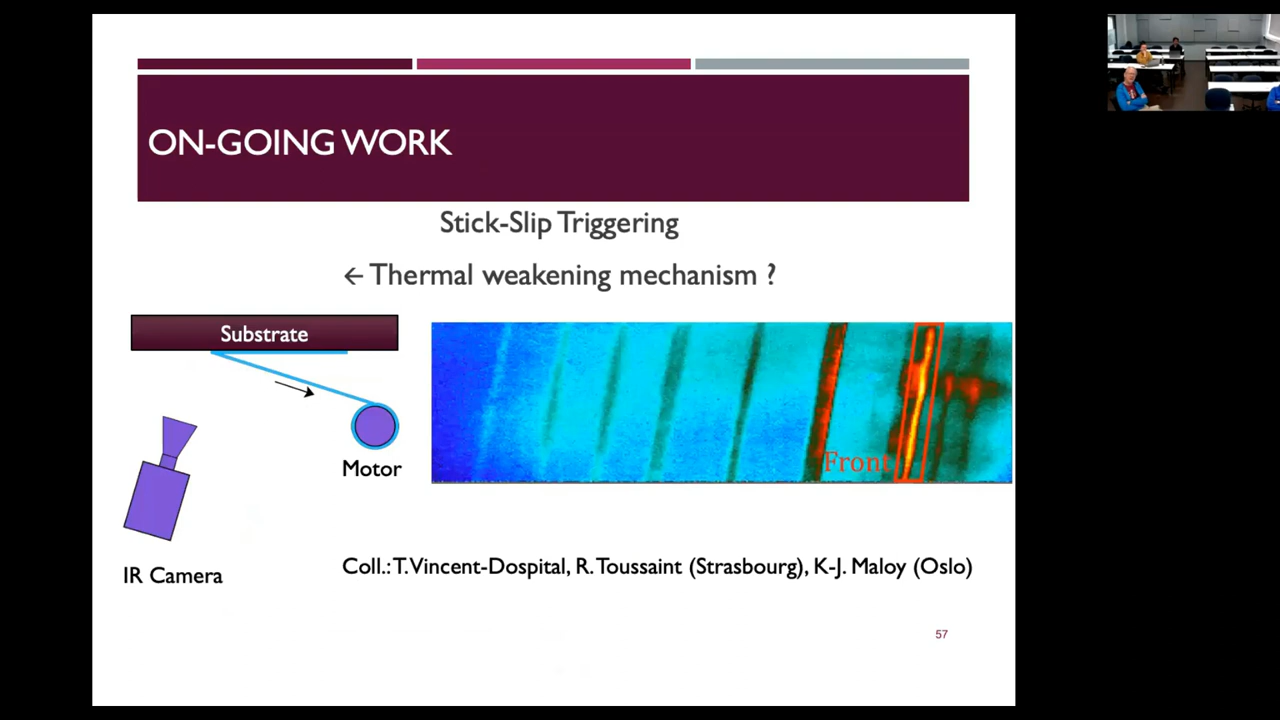 ON-GOING WORK
Stick-Slip Triggering
← Thermal weakening mechanism ?
Substrate
Motor
Front
IR Camera
Coll.: T. Vincent-Dospital, R. Toussaint (Strasbourg), K-J. Maloy (Oslo)
57